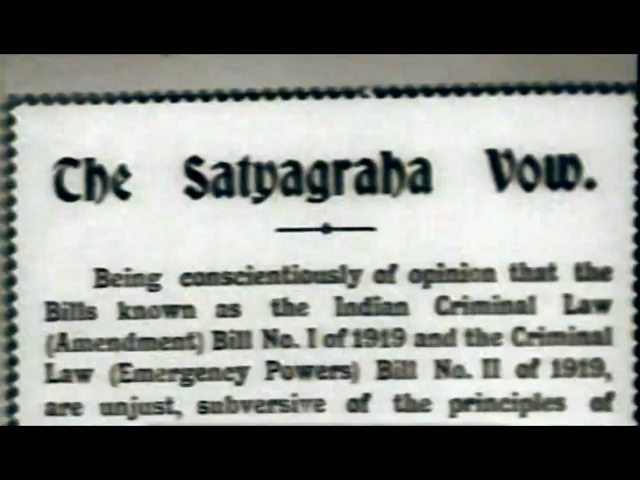 The Satyagraha Vow.
Being conscientiously of opinion that the
Bills known as the Indian Criminal Law
(Amendment) Bill No. I of 1919 and the Criminal
Law (Emergency Powers) Bill No. II of 1919,
are unjust, subversive of the principles of